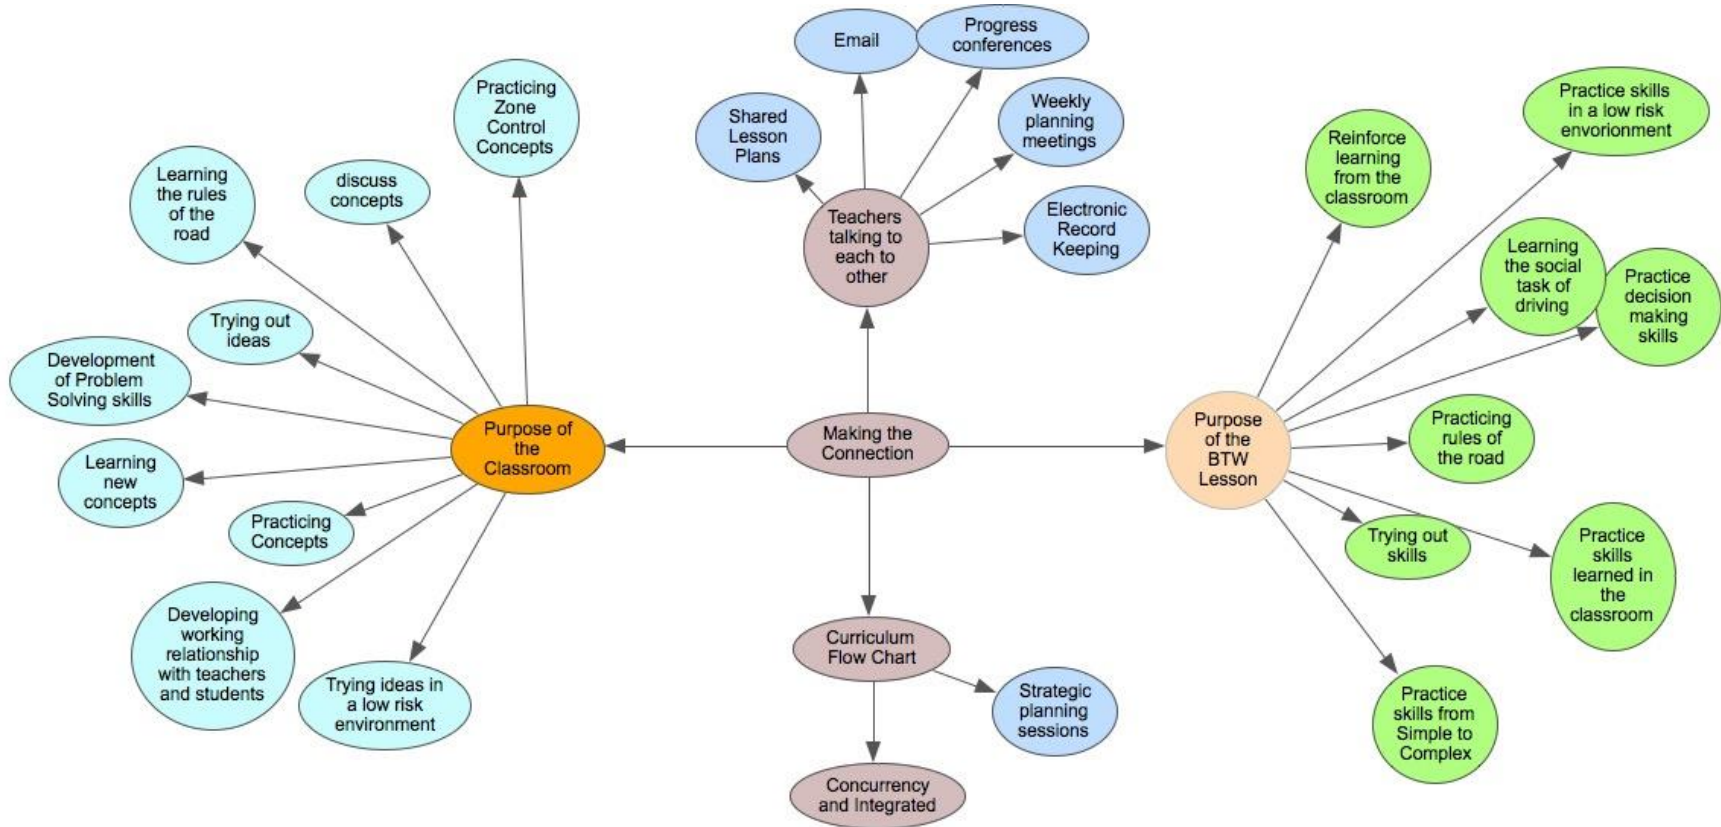 Email
Progress
conferences
Practicing
Zone
Control
Concepts
Shared
Lesson
Plans
Weekly
planning
meetings
Practice skills
in a low risk
envorionment
Reinforce
learning
from the
classroom
Learning
the rules
of the
road
discuss
concepts
Teachers
talking to
each to
other
Electronic
Record
Keeping
Learning
the social
task of
driving
Practice
decision
making
skills
Trying out
ideas
Development
of Problem
Solving skills
Purpose of
the
Classroom
Making the
Connection
Purpose
of the
BTW
Lesson
Practicing
rules of
the road
Learning
new
concepts
Practicing
Concepts
Trying out
skills
Practice
skills
learned in
the
classroom
Developing
working
relationship
with teachers
and students
Trying ideas in
a low risk
environment
Curriculum
Flow Chart
Strategic
planning
sessions
Practice
skills from
Simple to
Complex
Concurrency
and Integrated